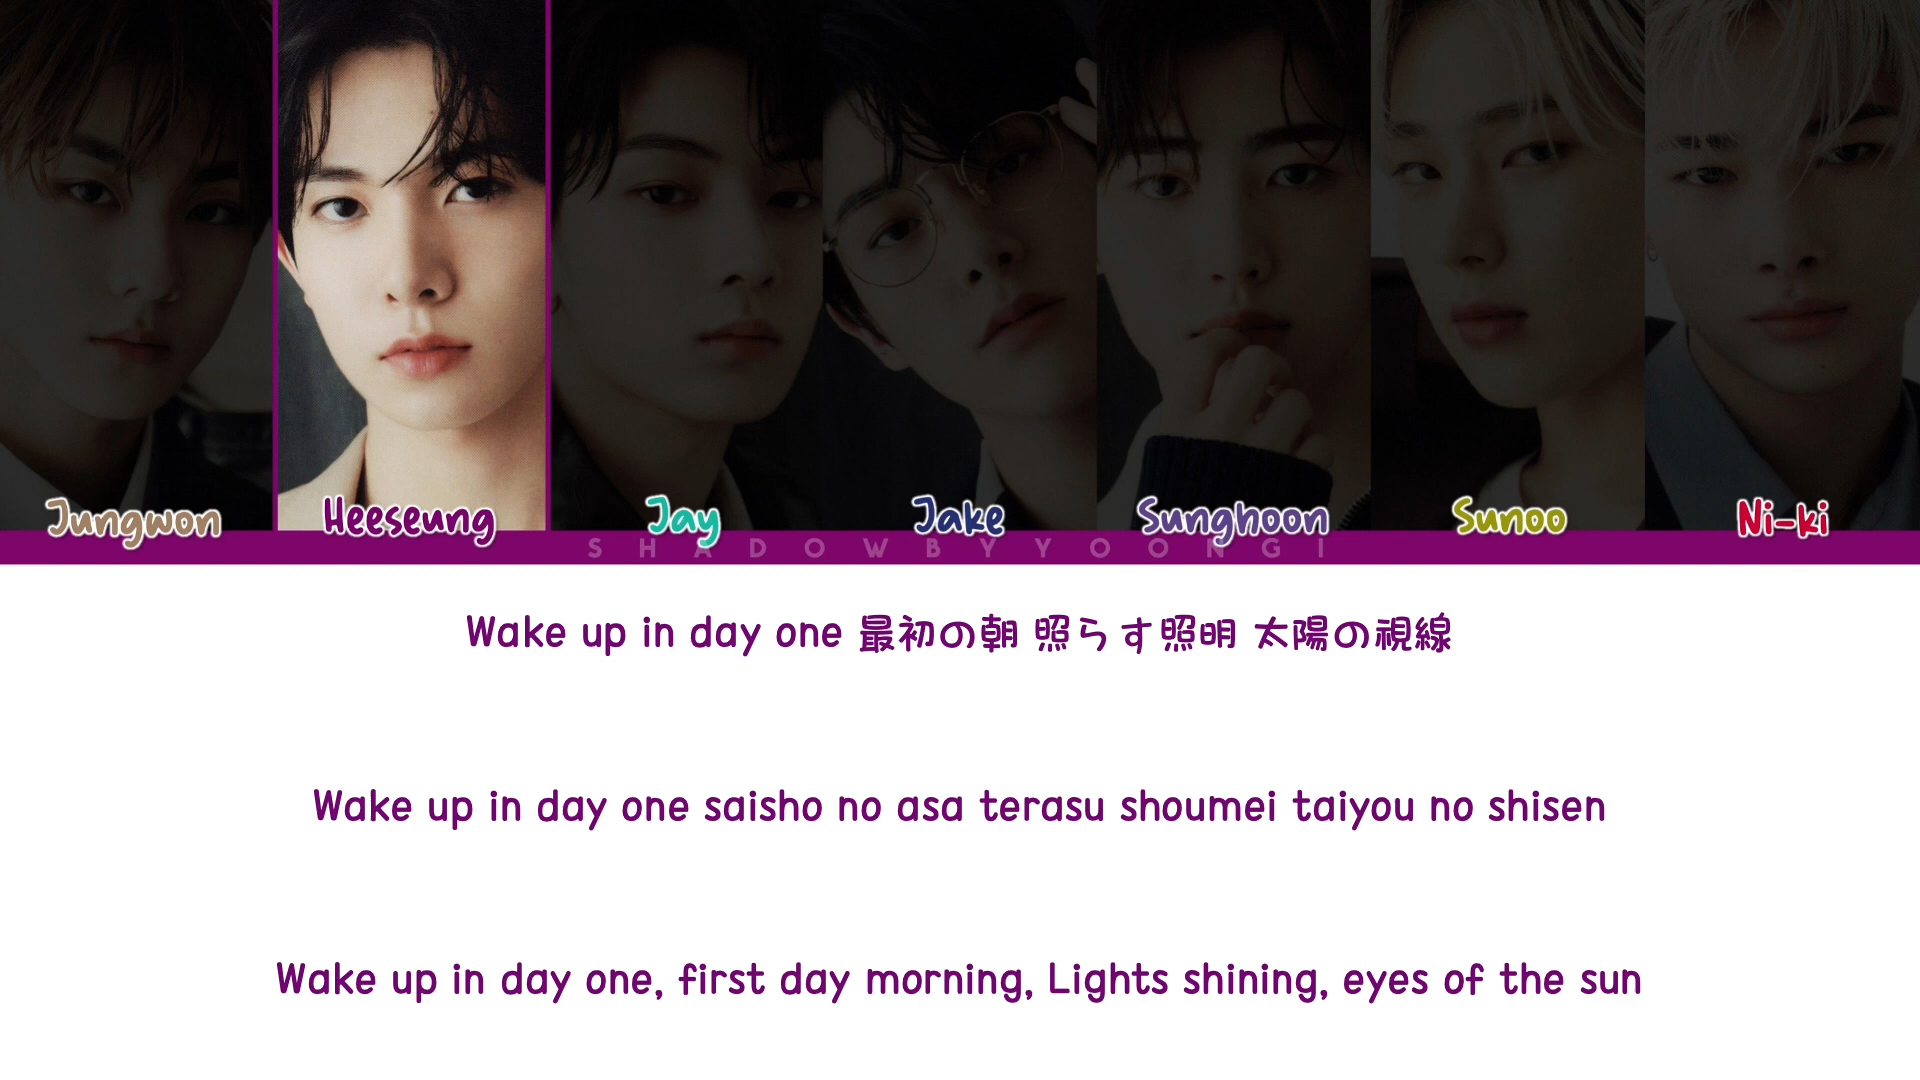 Jungwon
Heeseung
Jay
Jake
Sunghoon
Sunoo
Ni-ki
SHADOWBYYOONGI
Wake up in day one 最初の朝 照らす照明 太陽の視線
Wake up in day one saisho no asa terasu shoumei taiyou no shisen
Wake up in day one, first day morning, Lights shining, eyes of the sun